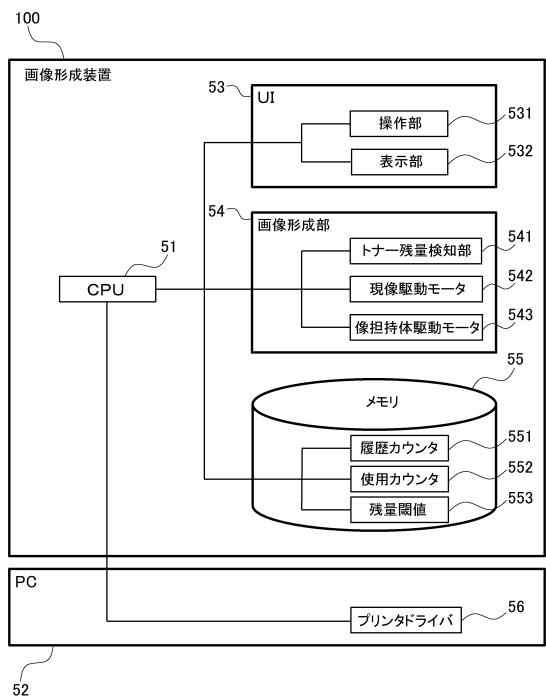 100
画像形成装置
53
UI
操作部
531
表示部
532
54
画像形成部
トナー残量検知部
541
51
CPU
現像駆動モータ
542
像担持体駆動モータ
543
55
メモリ
履歴カウンタ
551
使用カウンタ
552
残量閾値
553
PC
プリンタドライバ
56
52